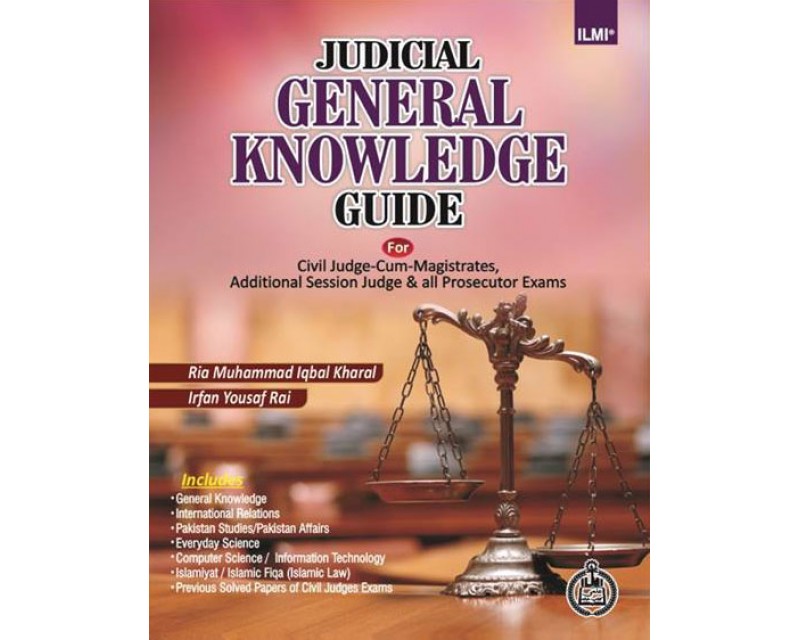 ILMI®
JUDICIAL
GENERAL
KNOWLEDGE
GUIDE
For
Civil Judge-Cum-Magistrates,
Additional Session Judge & all Prosecutor Exams
Ria Muhammad Iqbal Kharal
Irfan Yousaf Rai
Includes
•General Knowledge
•International Relations
•Pakistan Studies/Pakistan Affairs
•Everyday Science
•Computer Science / Information Technology
•Islamiyat / Islamic Fiqa (Islamic Law)
•Previous Solved Papers of Civil Judges Exams